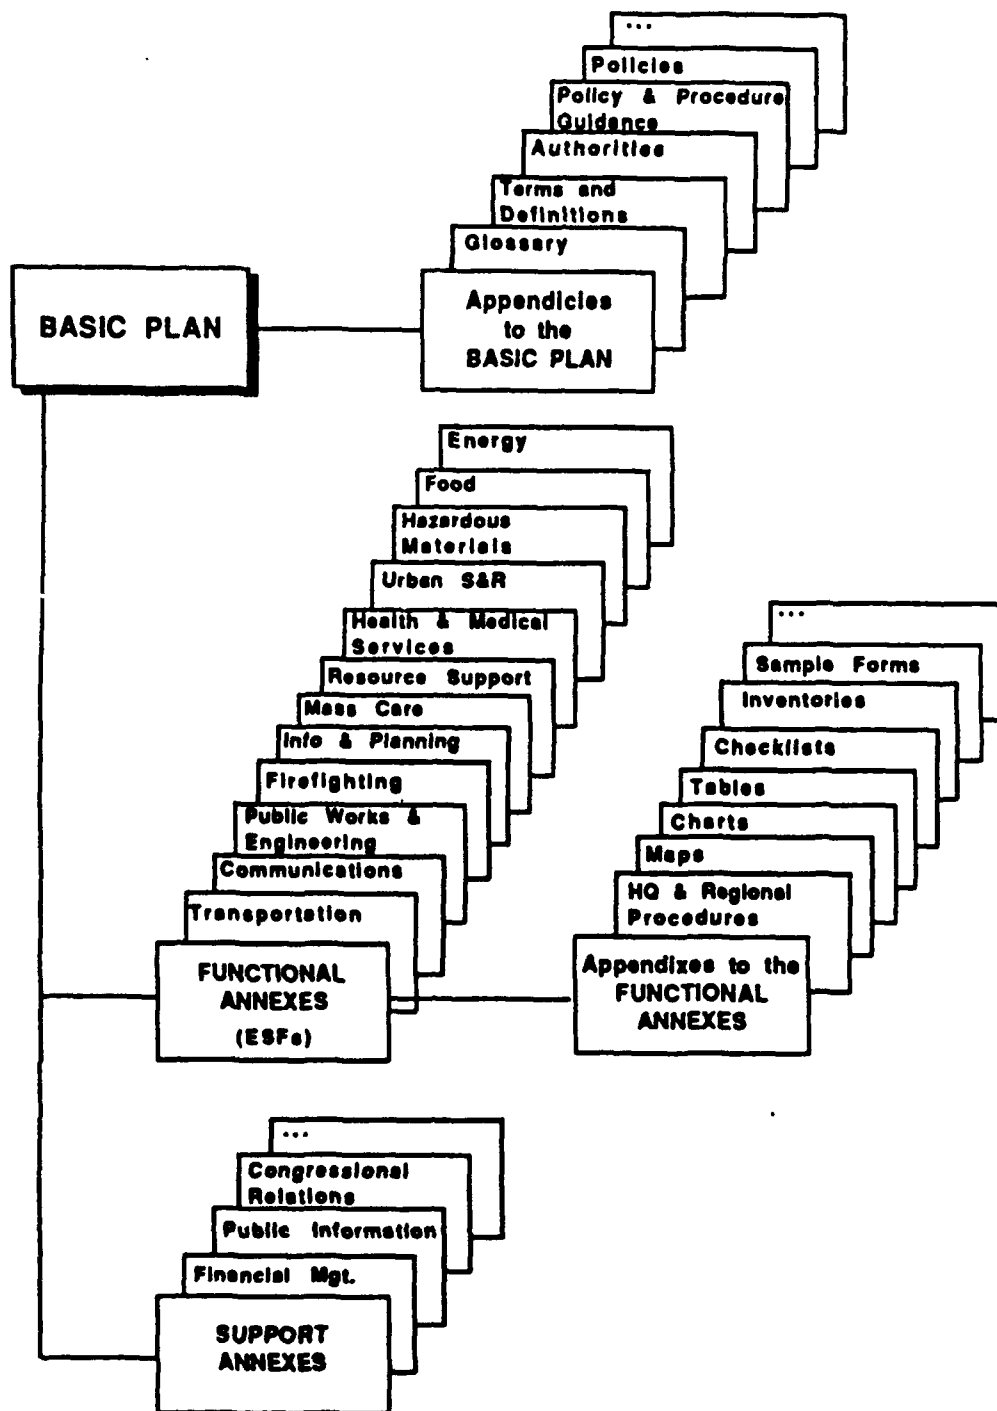 ...
Policies
Policy & Procedure
Guidance
Authorities
Terms and
Definitions
Glossary
Appendicies
to the
BASIC PLAN
BASIC PLAN
Energy
Food
Hazardous
Materials
Urban S&R
Health & Medical
Services
Resource Support
Mass Care
Info & Planning
Firefighting
Public Works &
Engineering
Communications
Transportation
FUNCTIONAL
ANNEXES
(ESFs)
...
Sample Forms
Inventories
Checklists
Tables
Charts
Maps
HQ & Regional
Procedures
Appendixes to the
FUNCTIONAL
ANNEXES
...
Congressional
Relations
Public Information
Financial Mgt.
SUPPORT
ANNEXES